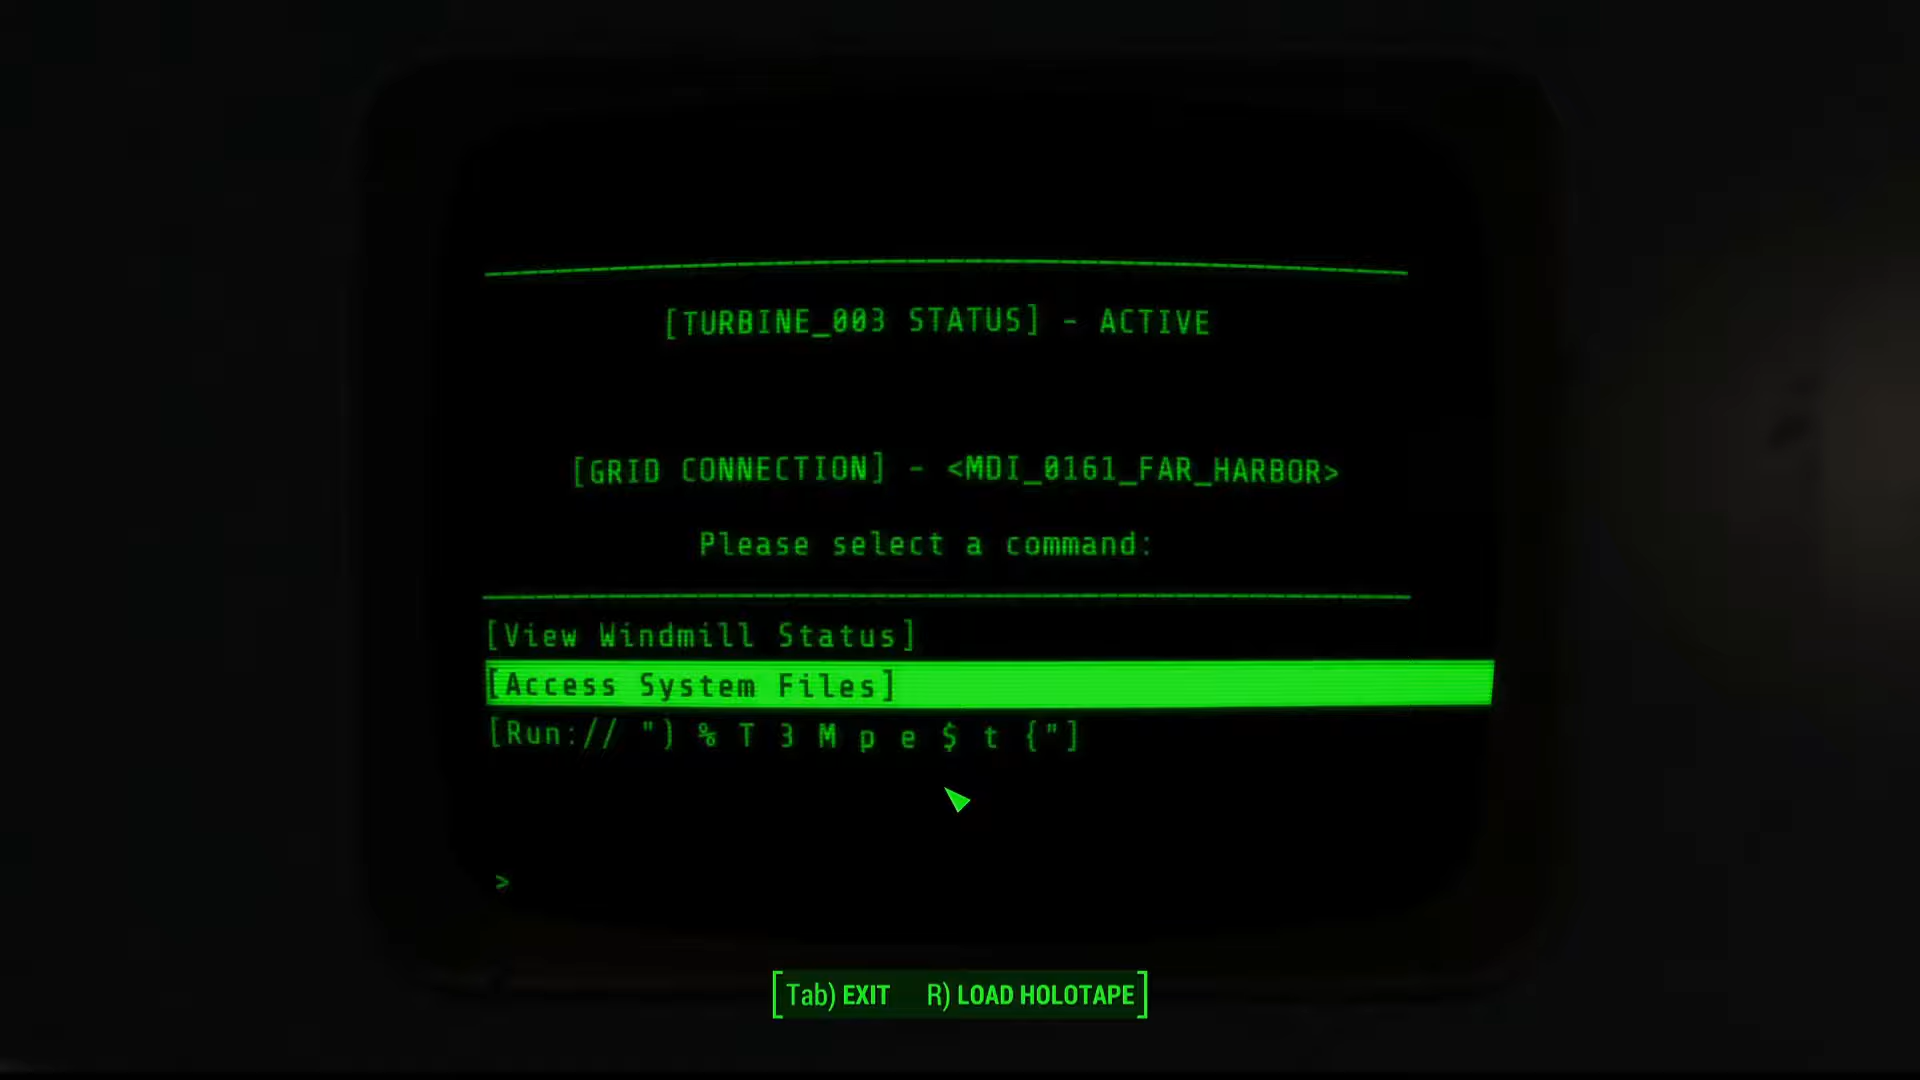 [TURBINE_003 STATUS] - ACTIVE
[GRID CONNECTION] - <MDI_0161_FAR_HARBOR>
Please select a command:
[View Windmill Status]
[Access System Files]
[Run:// ") % T 3 M p e $ t {"]
>
Tab) EXIT R) LOAD HOLOTAPE